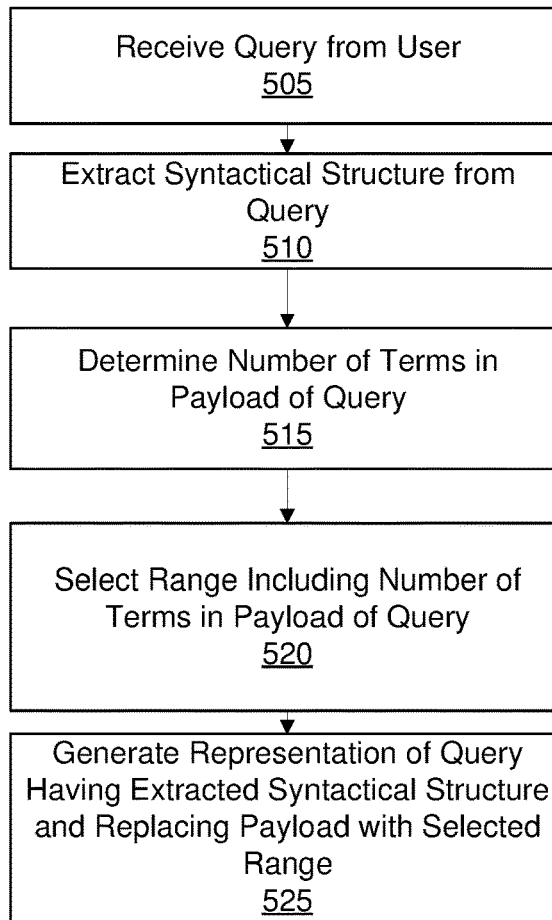 Receive Query from User
505
Extract Syntactical Structure from
Query
510
Determine Number of Terms in
Payload of Query
515
Select Range Including Number of
Terms in Payload of Query
520
Generate Representation of Query
Having Extracted Syntactical Structure
and Replacing Payload with Selected
Range
525